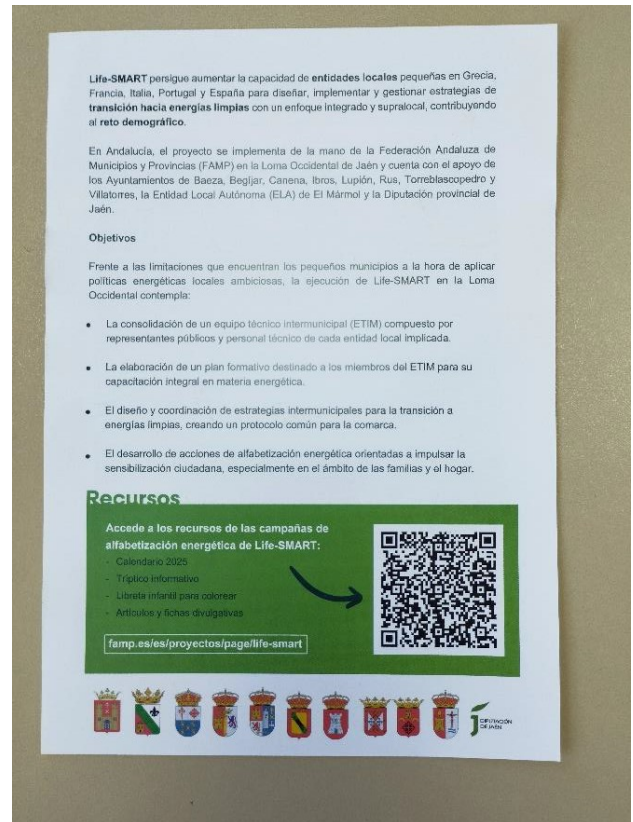 Life-SMART persigue aumentar la capacidad de entidades locales pequeñas en Grecia,
Francia, Italia, Portugal y España para diseñar, implementar y gestionar estrategias de
transición hacia energías limpias con un enfoque integrado y supralocal, contribuyendo
al reto demográfico.
En Andalucía, el proyecto se implementa de la mano de la Federación Andaluza de
Municipios y Provincias (FAMP) en la Loma Occidental de Jaén y cuenta con el apoyo de
los Ayuntamientos de Baeza, Begíjar, Canena, Ibros, Lupión, Rus, Torreblascopedro y
Villatorres, la Entidad Local Autónoma (ELA) de El Mármol y la Diputación provincial de
Jaén.
Objetivos
Frente a las limitaciones que encuentran los pequeños municipios a la hora de aplicar
políticas energéticas locales ambiciosas, la ejecución de Life-SMART en la Loma
Occidental contempla:
• La consolidación de un equipo técnico intermunicipal (ETIM) compuesto por
representantes públicos y personal técnico de cada entidad local implicada.
• La elaboración de un plan formativo destinado a los miembros del ETIM para su
capacitación integral en materia energética.
• El diseño y coordinación de estrategias intermunicipales para la transición a
energías limpias, creando un protocolo común para la comarca.
• El desarrollo de acciones de alfabetización energética orientadas a impulsar la
sensibilización ciudadana, especialmente en el ámbito de las familias y el hogar.
Recursos
Accede a los recursos de las campañas de
alfabetización energética de Life-SMART:
- Calendario 2025
- Tríptico informativo
- Libreta infantil para colorear
- Artículos y fichas divulgativas
famp.es/es/proyectos/page/life-smart
DIPUTACIÓN
DE JAÉN